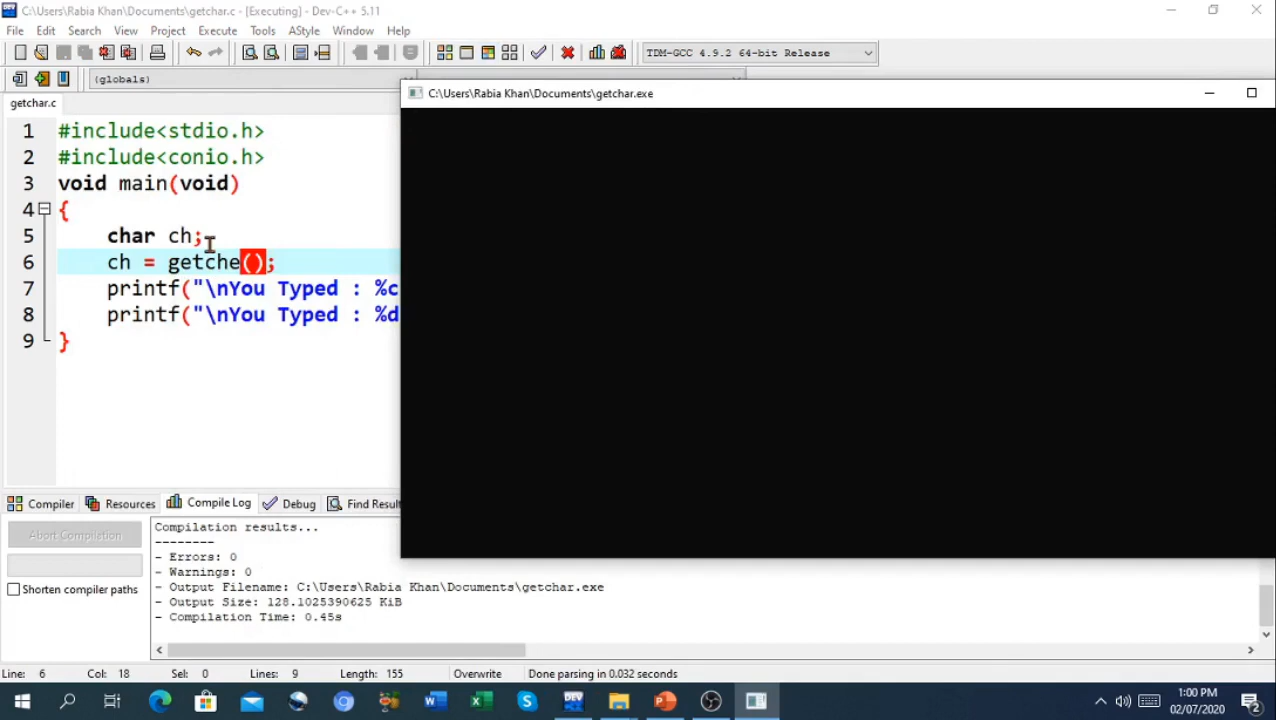 C:\Users\Rabia Khan\Documents\getchar.c - [Executing] - Dev-C++ 5.11
File Edit Search View Project Execute Tools AStyle Window Help
TDM-GCC 4.9.2 64-bit Release
(globals)
getchar.c
C:\Users\Rabia Khan\Documents\getchar.exe
1 #include<stdio.h>
2 #include<conio.h>
3 void main(void)
4 {
5 char ch;
6 ch = getche();
7 printf("\nYou Typed : %c
8 printf("\nYou Typed : %d
9 }
Compiler Resources Compile Log Debug Find Resul
Abort Compilation
Shorten compiler paths
Compilation results...
--------
- Errors: 0
- Warnings: 0
- Output Filename: C:\Users\Rabia Khan\Documents\getchar.exe
- Output Size: 128.1025390625 KiB
- Compilation Time: 0.45s
Line: 6 Col: 18 Sel: 0 Lines: 9 Length: 155 Overwrite Done parsing in 0.032 seconds
1:00 PM
02/07/2020